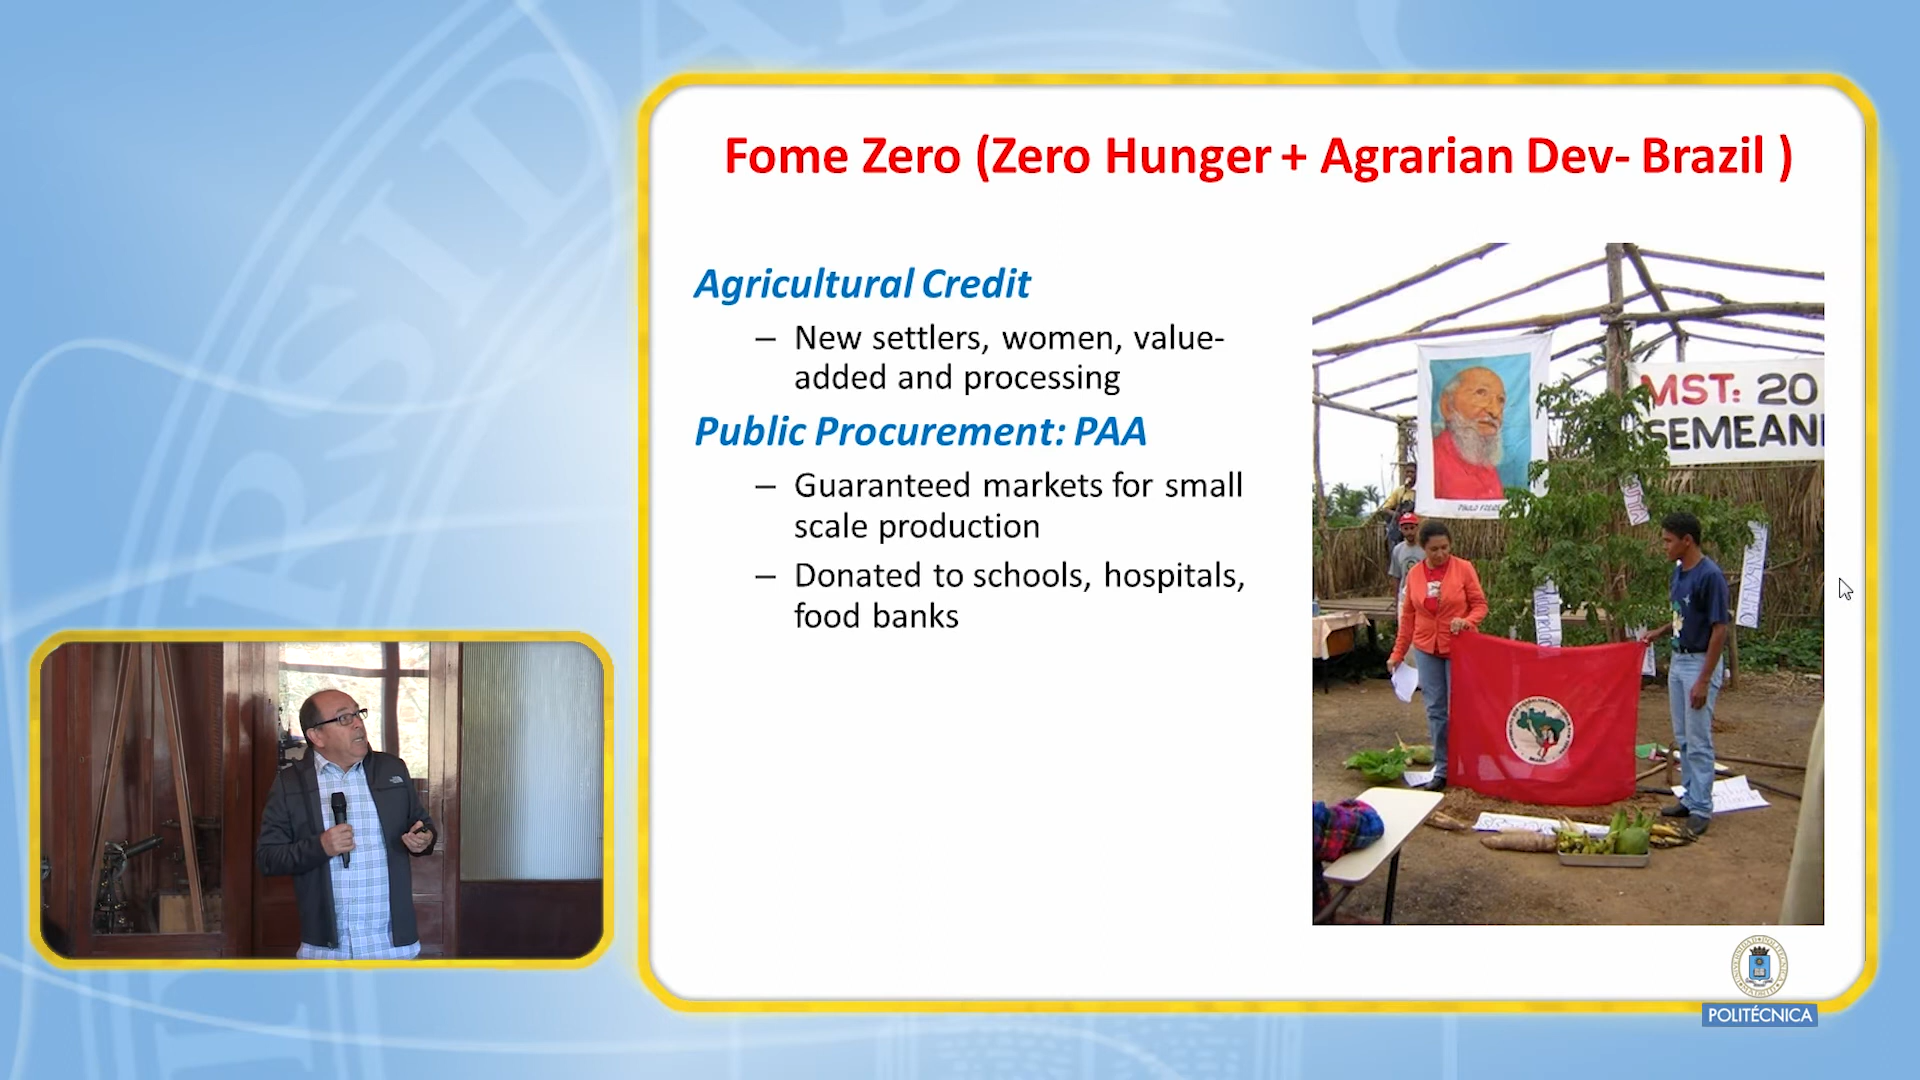 Fome Zero (Zero Hunger + Agrarian Dev- Brazil )
Agricultural Credit
– New settlers, women, value-
added and processing
Public Procurement: PAA
– Guaranteed markets for small
scale production
– Donated to schools, hospitals,
food banks
MST: 20
SEMEAN
POLITÉCNICA